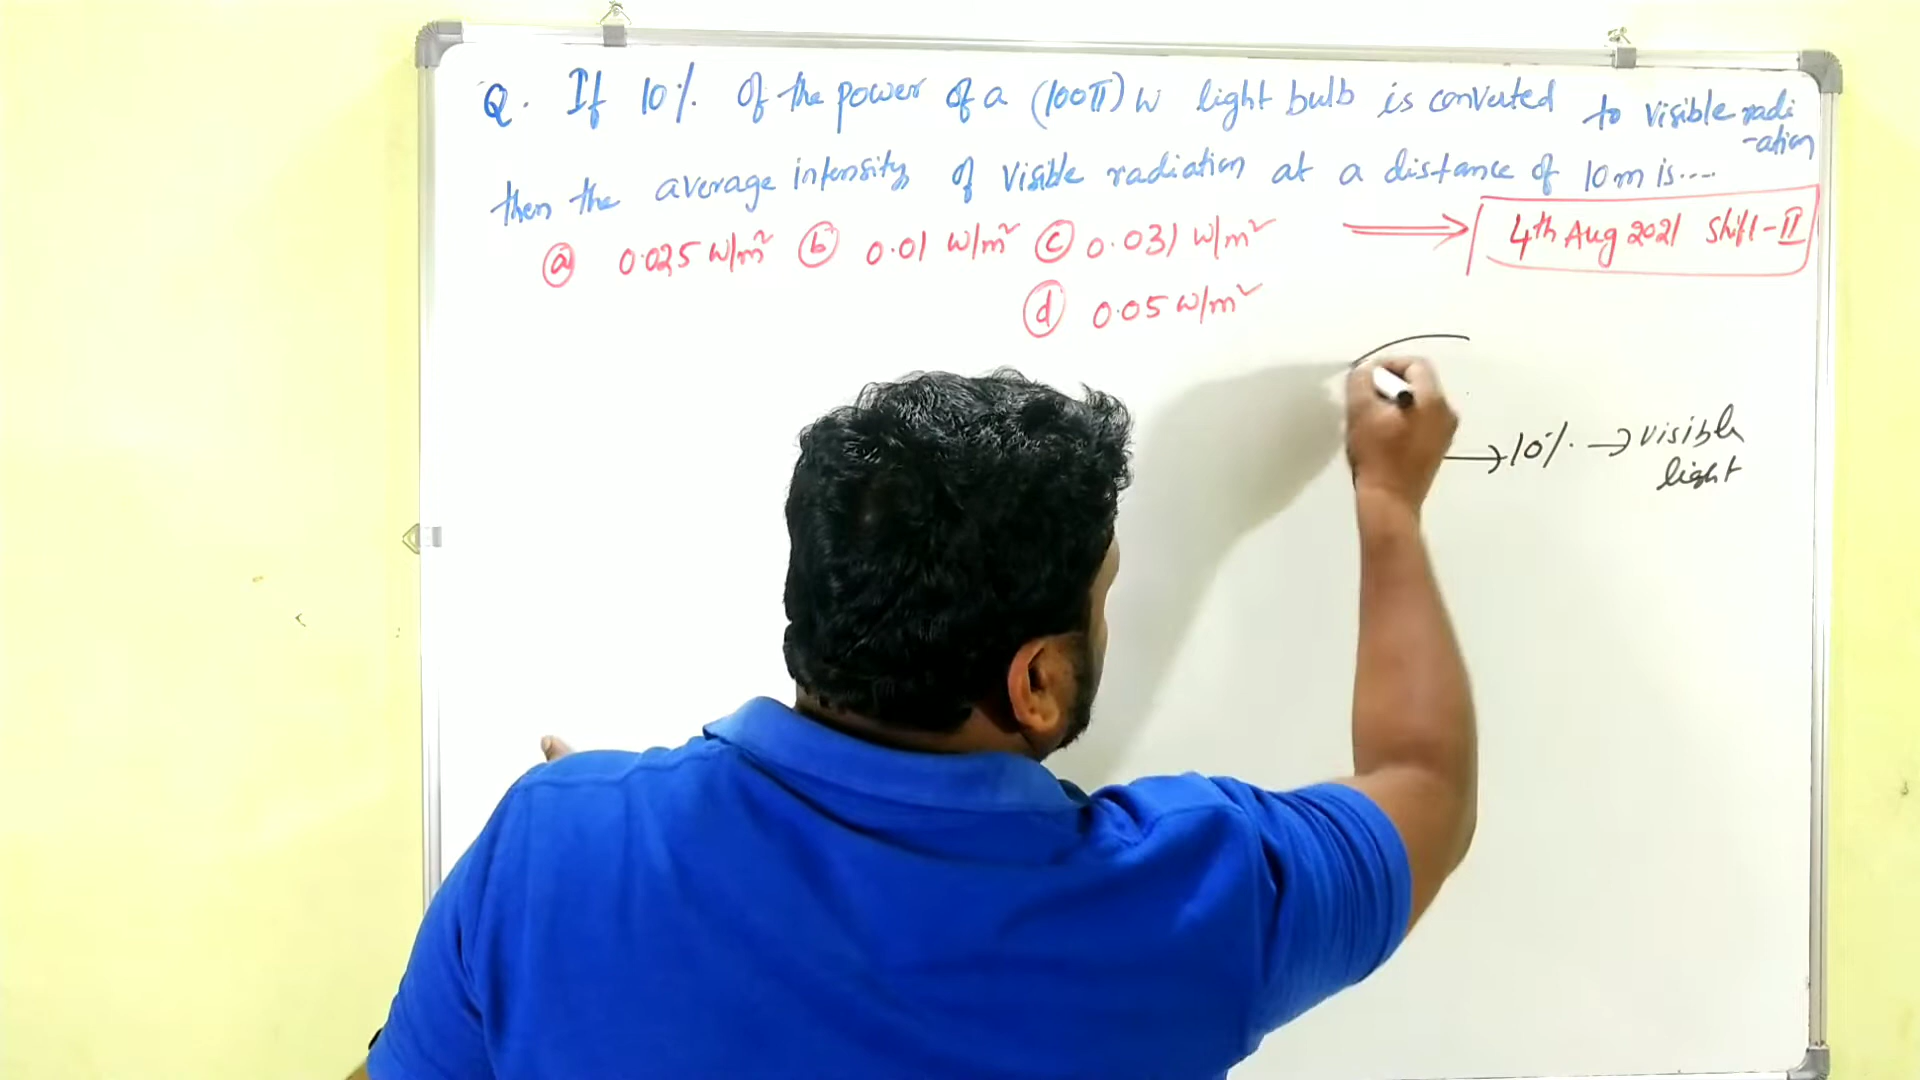 Q. If 10% of the power of a (100π) W light bulb is converted to visible radi
-ation
then the average intensity of visible radiation at a distance of 10m is....
ⓐ 0.025 W/m² ⓑ 0.01 W/m² ⓒ 0.031 W/m² ⟹ 4th Aug 2021 Shift-II
ⓓ 0.05 W/m²
→ 10% → visible
light